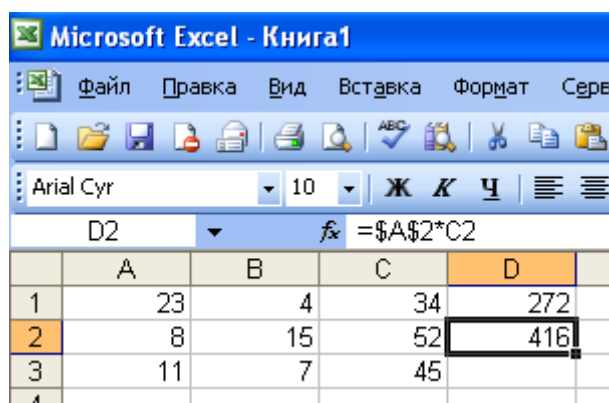 Microsoft Excel - Книга1
Файл Правка Вид Вставка Формат
ABC
Arial Cyr 10 Ж К Ч
D2 fx =$A$2*C2
A B C D
1 23 4 34 272
2 8 15 52 416
3 11 7 45